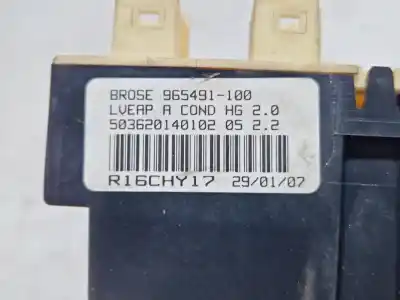 BROSE 965491-100
LVEAP A COND HG 2.0
503620140102 05 2.2
R16CHY17 29/01/07